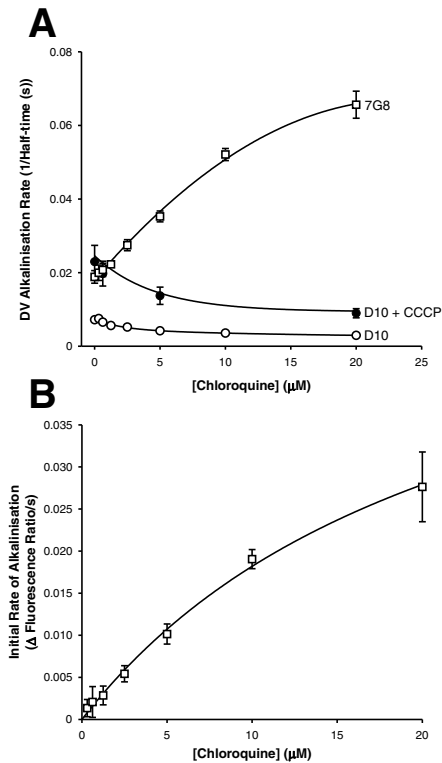 A
DV Alkalinisation Rate (1/Half-time (s))
0.08
0.06
0.04
0.02
0
7G8
D10 + CCCP
D10
0 5 10 15 20 25
[Chloroquine] (µM)
B
Initial Rate of Alkalinisation
(Δ Fluorescence Ratio/s)
0.035
0.030
0.025
0.020
0.015
0.010
0.005
0
0 5 10 15 20
[Chloroquine] (µM)